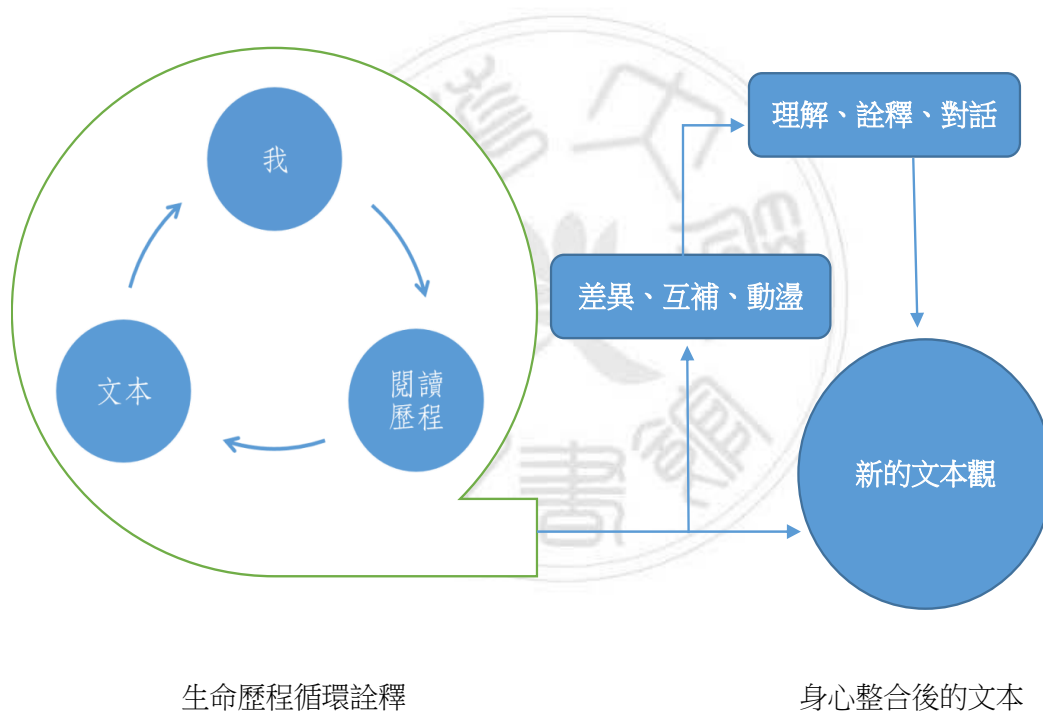 我
文本
閱讀
歷程
理解、詮釋、對話
差異、互補、動盪
新的文本觀
生命歷程循環詮釋
身心整合後的文本